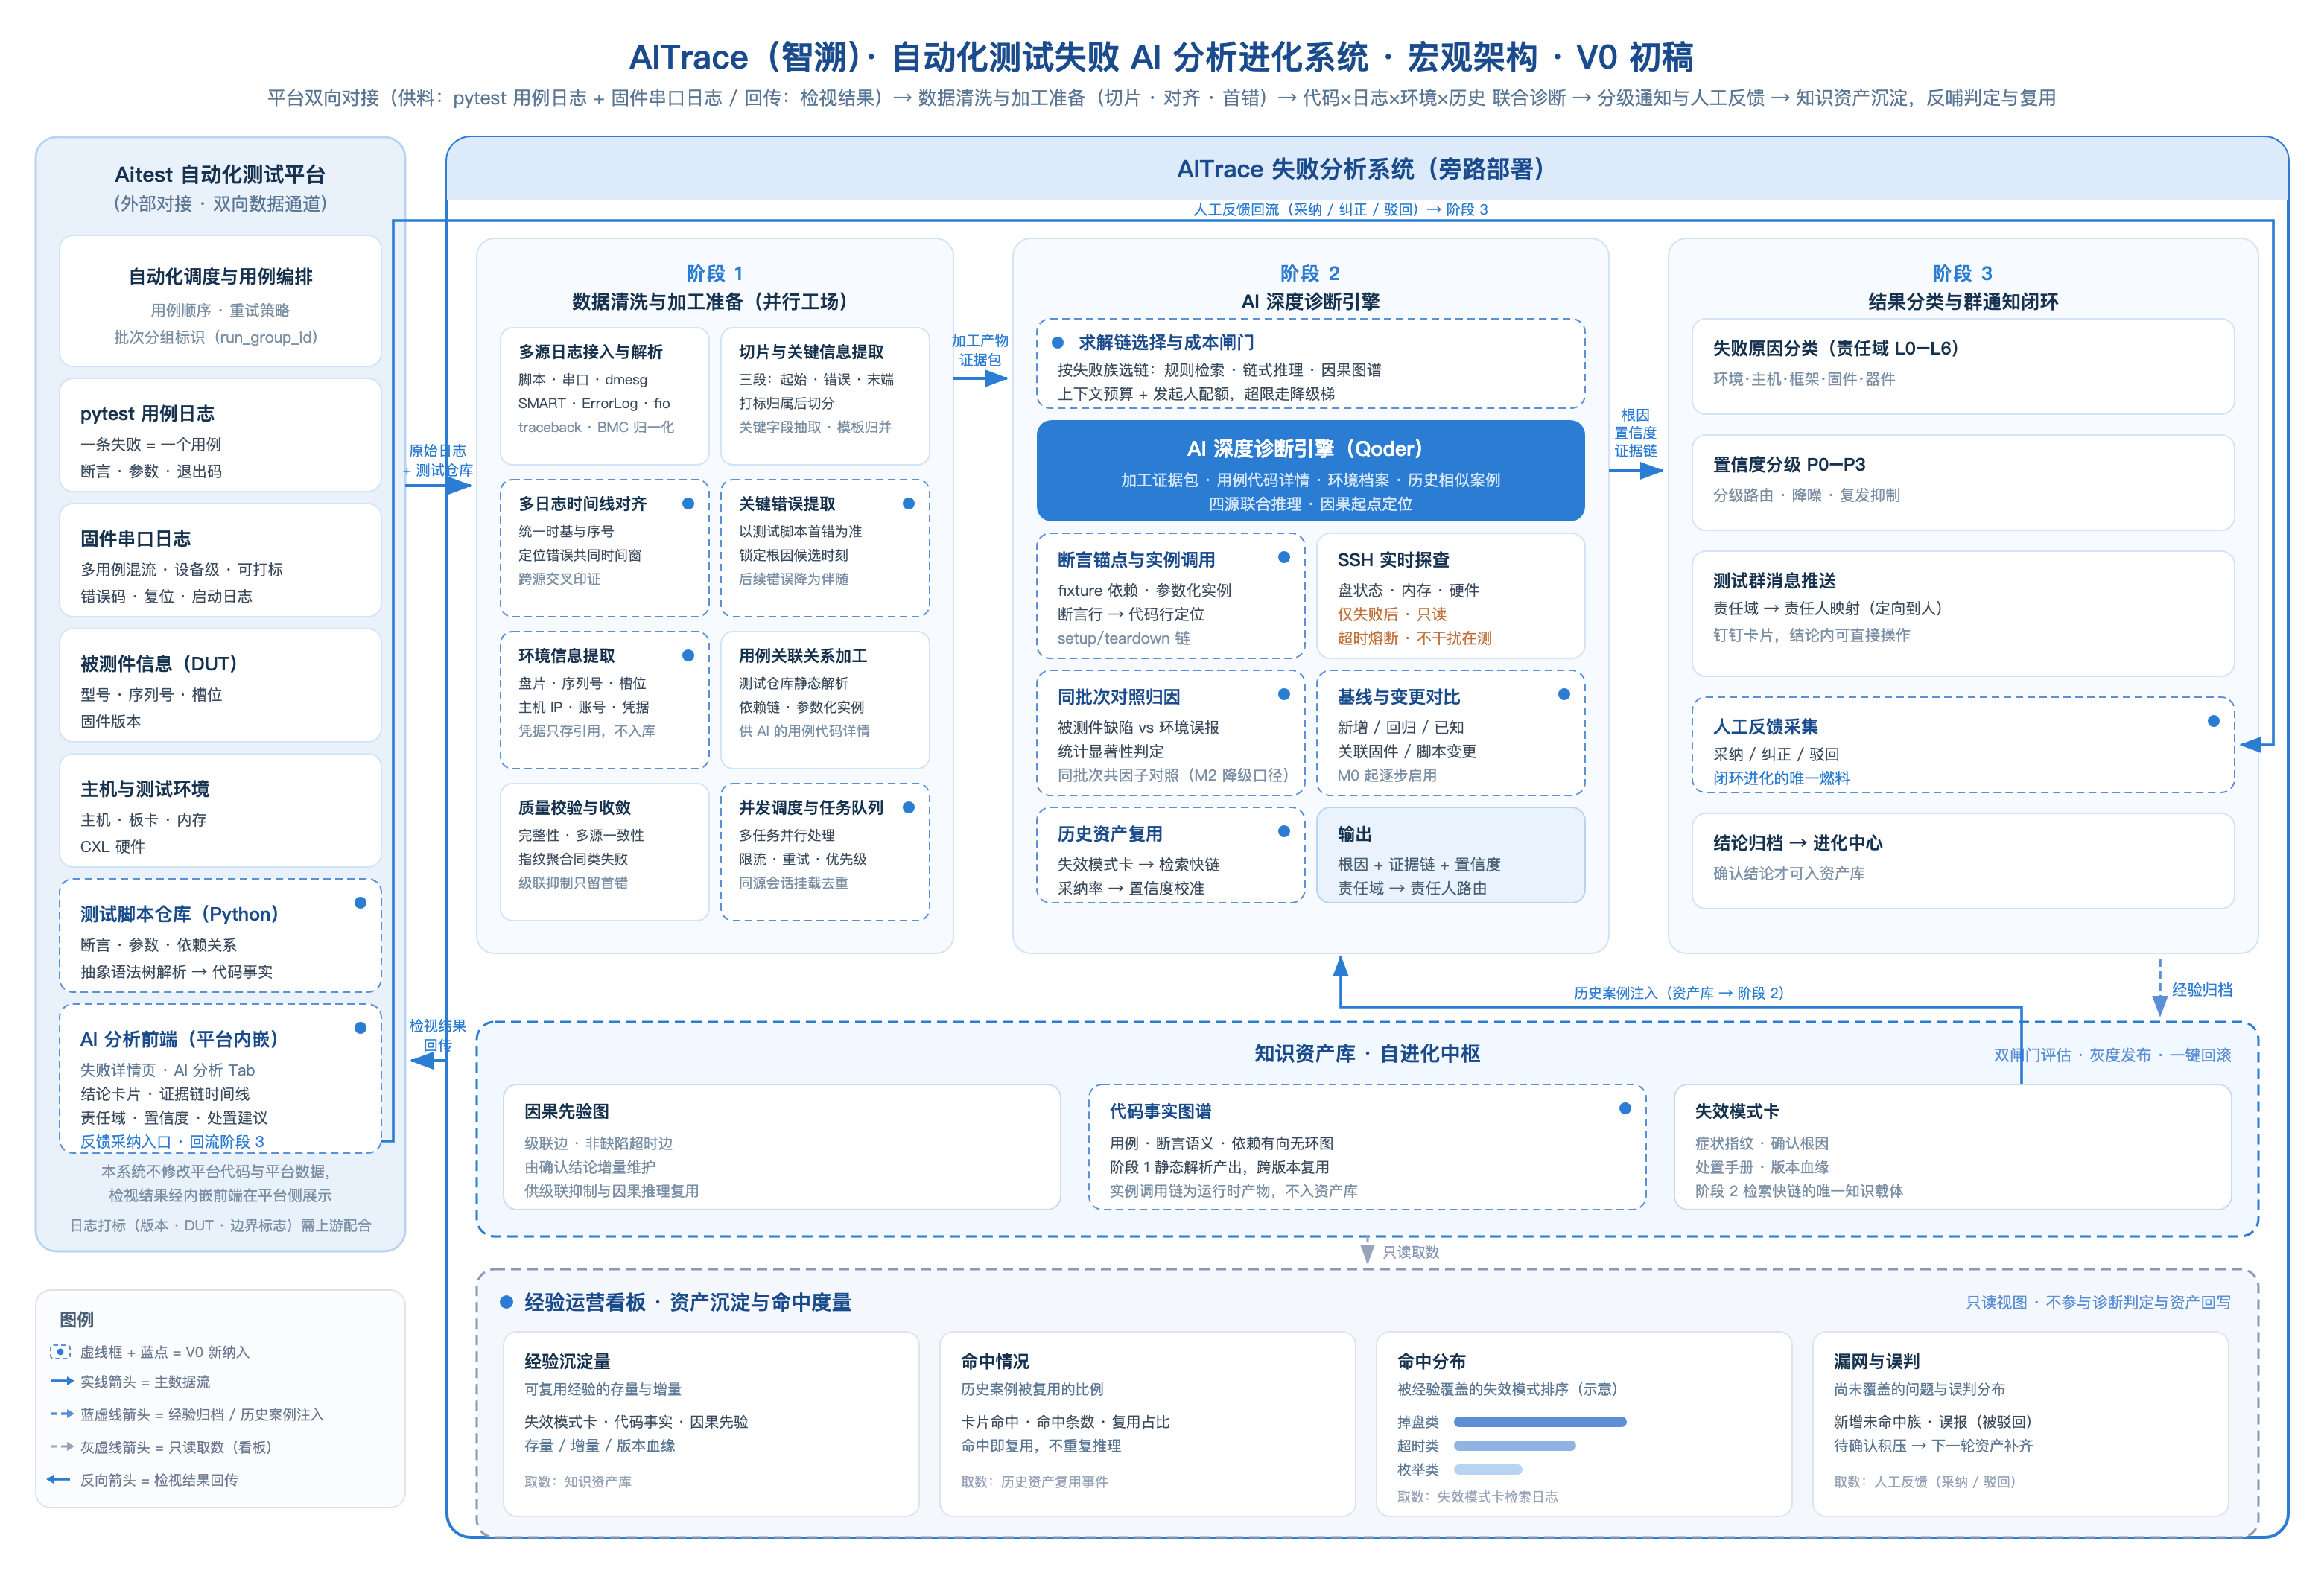 AITrace（智溯）· 自动化测试失败 AI 分析进化系统 · 宏观架构 · V0 初稿
平台双向对接（供料：pytest 用例日志 + 固件串口日志 / 回传：检视结果）→ 数据清洗与加工准备（切片 · 对齐 · 首错）→ 代码×日志×环境×历史 联合诊断 → 分级通知与人工反馈 → 知识资产沉淀，反哺判定与复用
Aitest 自动化测试平台
（外部对接 · 双向数据通道）
自动化调度与用例编排
用例顺序 · 重试策略
批次分组标识（run_group_id）
pytest 用例日志
一条失败 = 一个用例
断言 · 参数 · 退出码
固件串口日志
多用例混流 · 设备级 · 可打标
错误码 · 复位 · 启动日志
被测件信息（DUT）
型号 · 序列号 · 槽位
固件版本
主机与测试环境
主机 · 板卡 · 内存
CXL 硬件
测试脚本仓库（Python）
断言 · 参数 · 依赖关系
抽象语法树解析 → 代码事实
AI 分析前端（平台内嵌）
失败详情页 · AI 分析 Tab
结论卡片 · 证据链时间线
责任域 · 置信度 · 处置建议
反馈采纳入口 · 回流阶段 3
本系统不修改平台代码与平台数据，
检视结果经内嵌前端在平台侧展示
日志打标（版本 · DUT · 边界标志）需上游配合
原始日志
+ 测试仓库
检视结果
回传
AITrace 失败分析系统（旁路部署）
人工反馈回流（采纳 / 纠正 / 驳回）→ 阶段 3
阶段 1
数据清洗与加工准备（并行工场）
多源日志接入与解析
脚本 · 串口 · dmesg
SMART · ErrorLog · fio
traceback · BMC 归一化
切片与关键信息提取
三段：起始 · 错误 · 末端
打标归属后切分
关键字段抽取 · 模板归并
多日志时间线对齐
统一时基与序号
定位错误共同时间窗
跨源交叉印证
关键错误提取
以测试脚本首错为准
锁定根因候选时刻
后续错误降为伴随
环境信息提取
盘片 · 序列号 · 槽位
主机 IP · 账号 · 凭据
凭据只存引用，不入库
用例关联关系加工
测试仓库静态解析
依赖链 · 参数化实例
供 AI 的用例代码详情
质量校验与收敛
完整性 · 多源一致性
指纹聚合同类失败
级联抑制只留首错
并发调度与任务队列
多任务并行处理
限流 · 重试 · 优先级
同源会话挂载去重
加工产物
证据包
阶段 2
AI 深度诊断引擎
求解链选择与成本闸门
按失败族选链：规则检索 · 链式推理 · 因果图谱
上下文预算 + 发起人配额，超限走降级梯
AI 深度诊断引擎（Qoder）
加工证据包 · 用例代码详情 · 环境档案 · 历史相似案例
四源联合推理 · 因果起点定位
断言锚点与实例调用
fixture 依赖 · 参数化实例
断言行 → 代码行定位
setup/teardown 链
SSH 实时探查
盘状态 · 内存 · 硬件
仅失败后 · 只读
超时熔断 · 不干扰在测
同批次对照归因
被测件缺陷 vs 环境误报
统计显著性判定
同批次共因子对照（M2 降级口径）
基线与变更对比
新增 / 回归 / 已知
关联固件 / 脚本变更
M0 起逐步启用
历史资产复用
失效模式卡 → 检索快链
采纳率 → 置信度校准
输出
根因 + 证据链 + 置信度
责任域 → 责任人路由
根因
置信度
证据链
阶段 3
结果分类与群通知闭环
失败原因分类（责任域 L0—L6）
环境·主机·框架·固件·器件
置信度分级 P0—P3
分级路由 · 降噪 · 复发抑制
测试群消息推送
责任域 → 责任人映射（定向到人）
钉钉卡片，结论内可直接操作
人工反馈采集
采纳 / 纠正 / 驳回
闭环进化的唯一燃料
结论归档 → 进化中心
确认结论才可入资产库
历史案例注入（资产库 → 阶段 2）
经验归档
知识资产库 · 自进化中枢
双闸门评估 · 灰度发布 · 一键回滚
因果先验图
级联边 · 非缺陷超时边
由确认结论增量维护
供级联抑制与因果推理复用
代码事实图谱
用例 · 断言语义 · 依赖有向无环图
阶段 1 静态解析产出，跨版本复用
实例调用链为运行时产物，不入资产库
失效模式卡
症状指纹 · 确认根因
处置手册 · 版本血缘
阶段 2 检索快链的唯一知识载体
只读取数
经验运营看板 · 资产沉淀与命中度量
只读视图 · 不参与诊断判定与资产回写
经验沉淀量
可复用经验的存量与增量
失效模式卡 · 代码事实 · 因果先验
存量 / 增量 / 版本血缘
取数：知识资产库
命中情况
历史案例被复用的比例
卡片命中 · 命中条数 · 复用占比
命中即复用，不重复推理
取数：历史资产复用事件
命中分布
被经验覆盖的失效模式排序（示意）
掉盘类
超时类
枚举类
取数：失效模式卡检索日志
漏网与误判
尚未覆盖的问题与误判分布
新增未命中族 · 误报（被驳回）
待确认积压 → 下一轮资产补齐
取数：人工反馈（采纳 / 驳回）
图例
虚线框 + 蓝点 = V0 新纳入
实线箭头 = 主数据流
蓝虚线箭头 = 经验归档 / 历史案例注入
灰虚线箭头 = 只读取数（看板）
反向箭头 = 检视结果回传